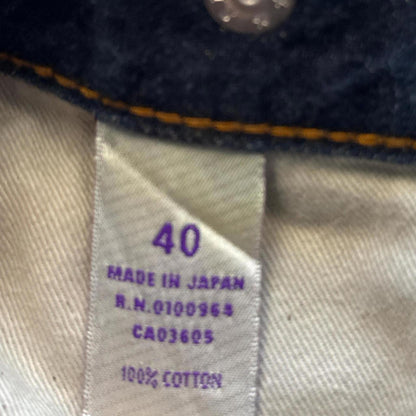 40
MADE IN JAPAN
R.N.0100964
CA03605
100% COTTON